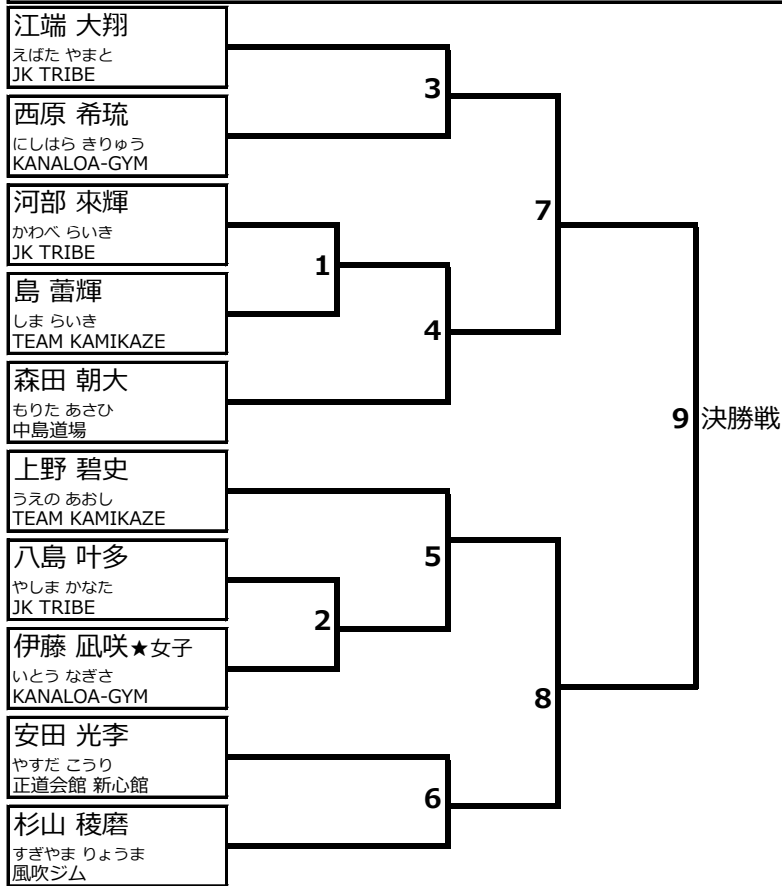 江端 大翔
えばた やまと
JK TRIBE
西原 希琉
にしはら きりゅう
KANALOA-GYM
3
河部 來輝
かわべ らいき
JK TRIBE
島 蕾輝
しま らいき
TEAM KAMIKAZE
1
森田 朝大
もりた あさひ
中島道場
4
7
上野 碧史
うえの あおし
TEAM KAMIKAZE
八島 叶多
やしま かなた
JK TRIBE
伊藤 凪咲★女子
いとう なぎさ
KANALOA-GYM
2
5
安田 光李
やすだ こうり
正道会館 新心館
杉山 稜磨
すぎやま りょうま
風吹ジム
6
8
9 決勝戦